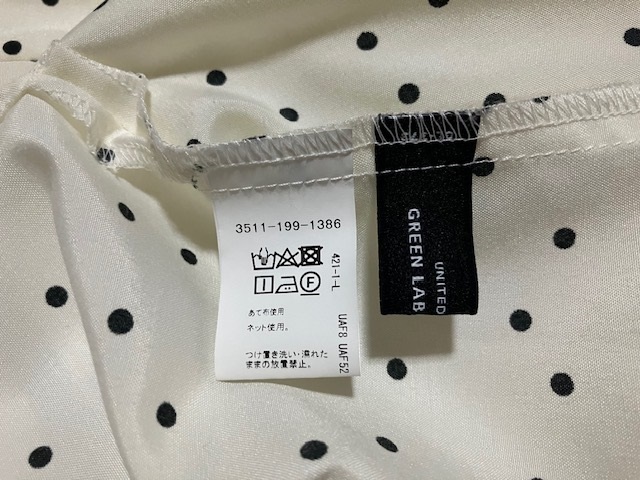 3511-199-1386
421-1-L
あて布使用
ネット使用。
UAF8 UAF52
つけ置き洗い・濡れた
ままの放置禁止。
UNITED
GREEN LAB